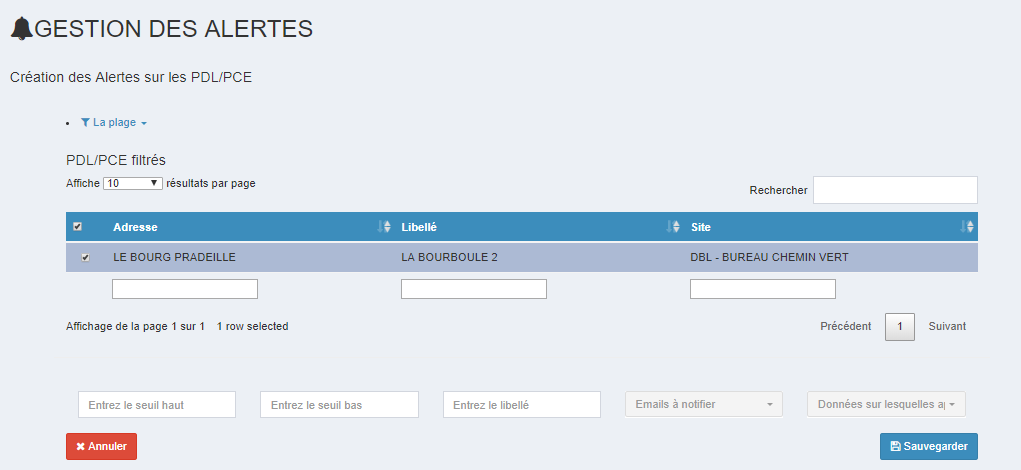 GESTION DES ALERTES
Création des Alertes sur les PDL/PCE
La plage
PDL/PCE filtrés
Affiche 10 résultats par page
Rechercher
Adresse Libellé Site
LE BOURG PRADEILLE LA BOURBOULE 2 DBL - BUREAU CHEMIN VERT
Affichage de la page 1 sur 1 1 row selected Précédent 1 Suivant
Entrez le seuil haut Entrez le seuil bas Entrez le libellé Emails à notifier Données sur lesquelles
Annuler Sauvegarder